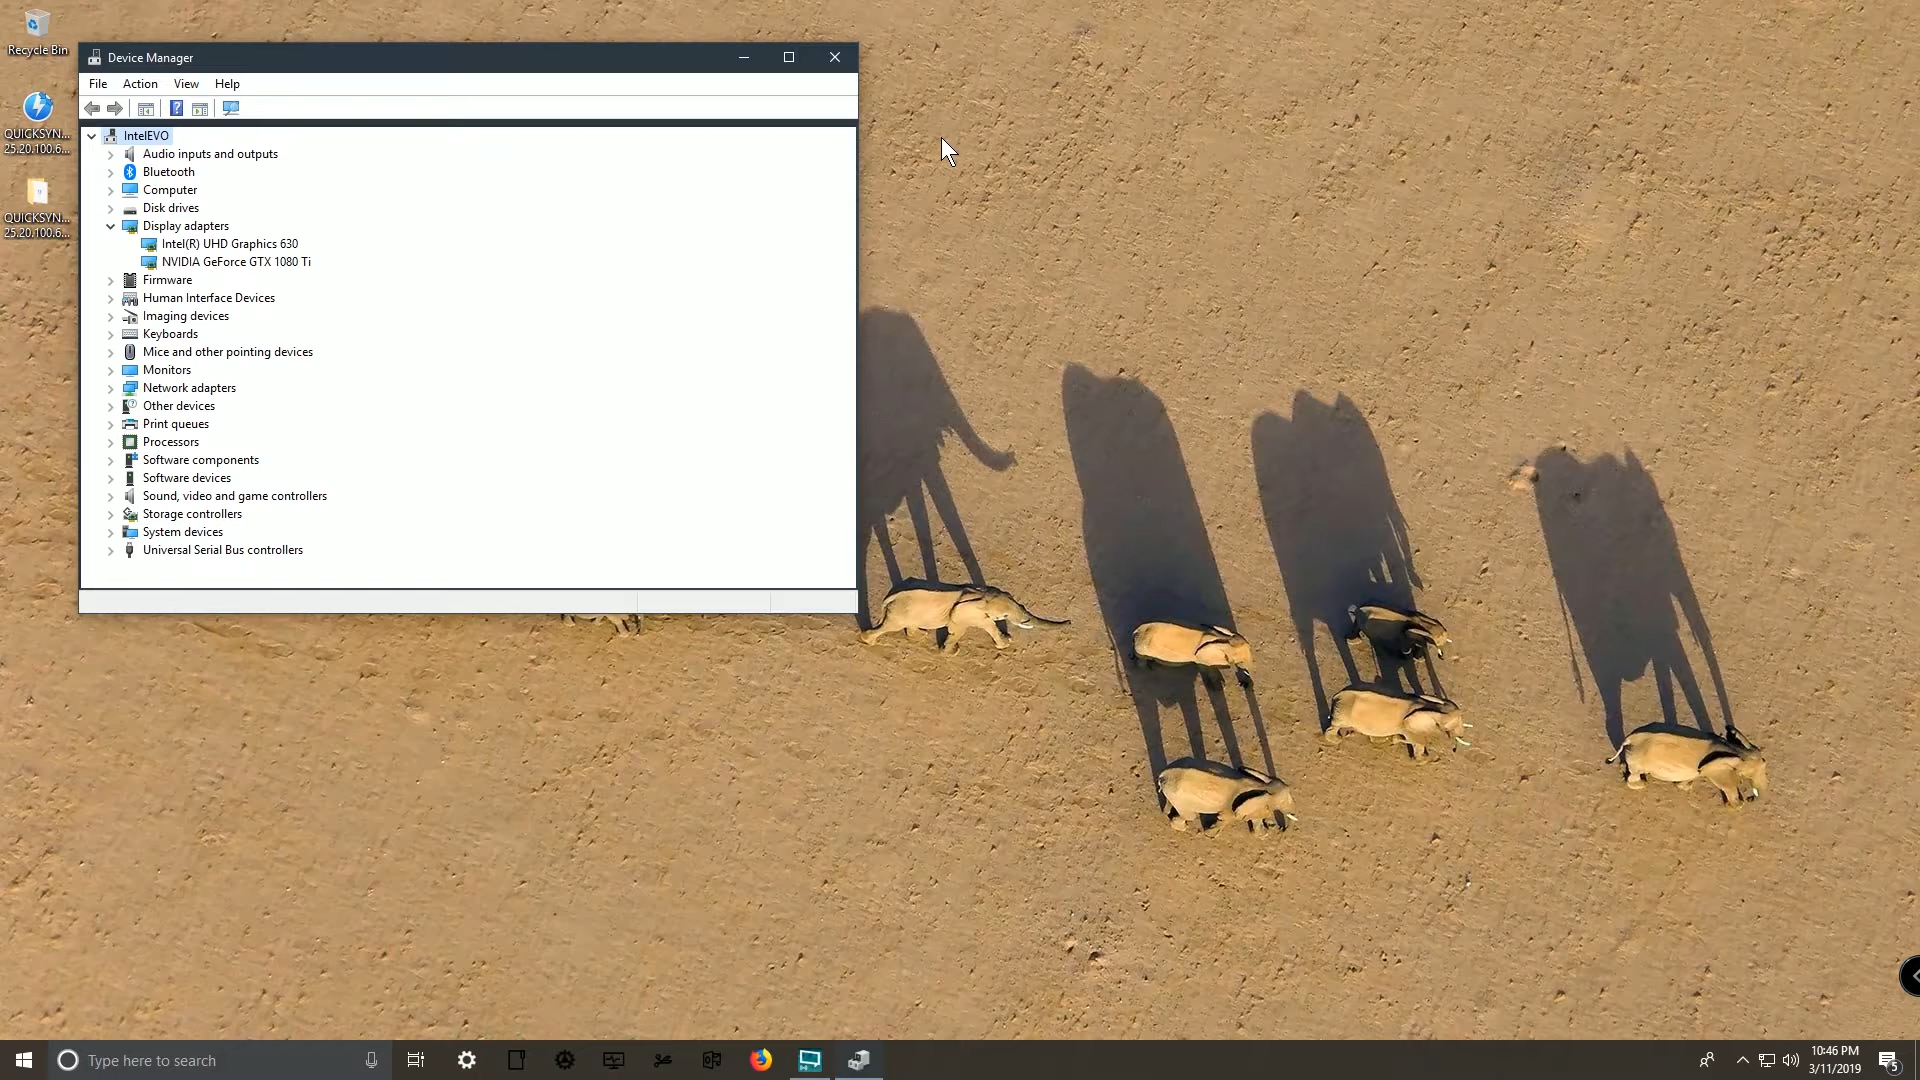 Recycle Bin
QUICKSYN...
25.20.100.6...
QUICKSYN...
25.20.100.6...
Device Manager
File Action View Help
IntelEVO
Audio inputs and outputs
Bluetooth
Computer
Disk drives
Display adapters
Intel(R) UHD Graphics 630
NVIDIA GeForce GTX 1080 Ti
Firmware
Human Interface Devices
Imaging devices
Keyboards
Mice and other pointing devices
Monitors
Network adapters
Other devices
Print queues
Processors
Software components
Software devices
Sound, video and game controllers
Storage controllers
System devices
Universal Serial Bus controllers
Type here to search
10:46 PM
3/11/2019
5